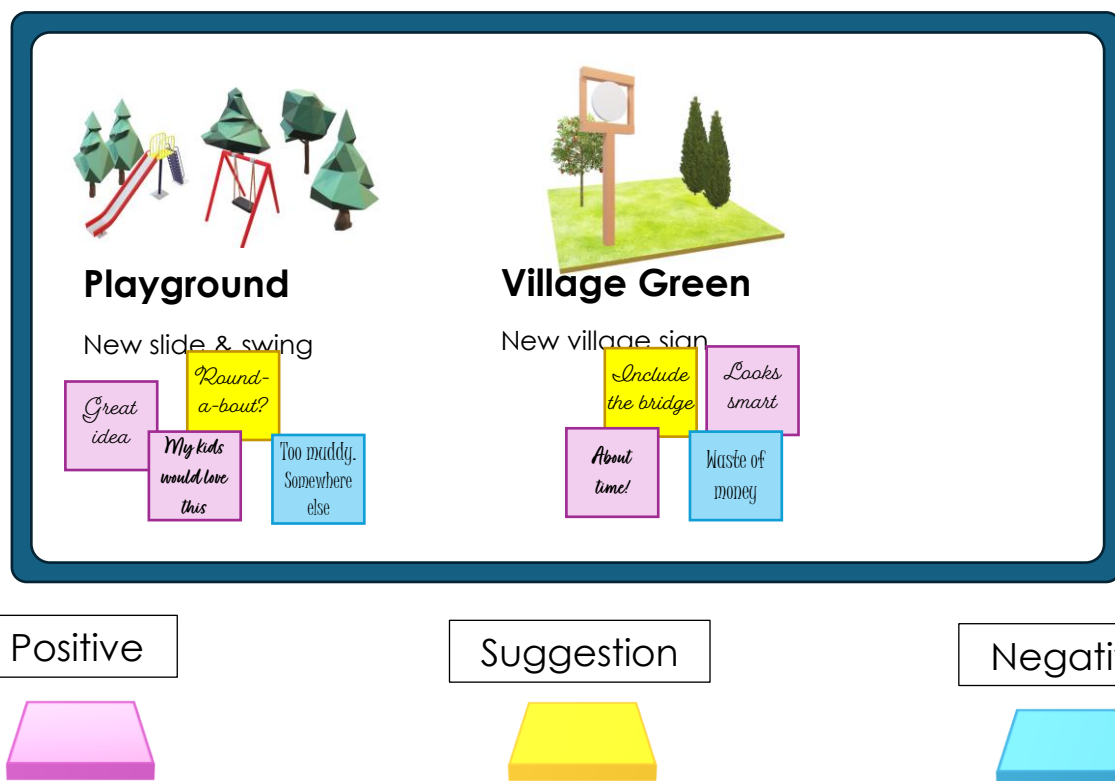 Playground
New slide & swing
Great
idea
Round-
a-bout?
My kids
would love
this
Too muddy.
Somewhere
else
Village Green
New village sign
Include
the bridge
Looks
smart
About
time!
Waste of
money
Positive
Suggestion
Negati